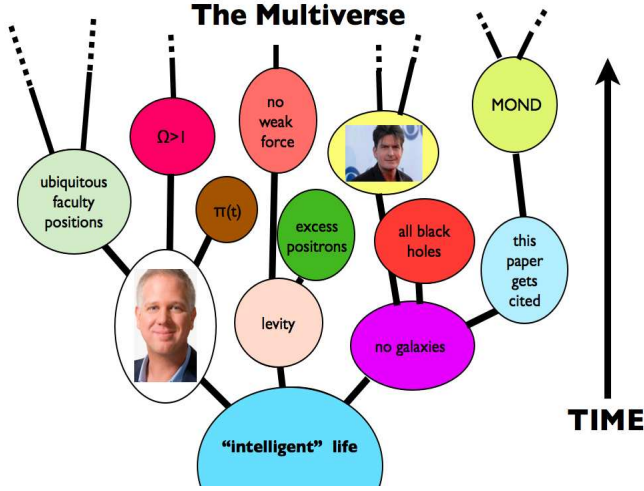 The Multiverse
no
weak
force
MOND
Ω>1
ubiquitous
faculty
positions
π(t)
excess
positrons
all black
holes
this
paper
gets
cited
levity
no galaxies
TIME
“intelligent” life